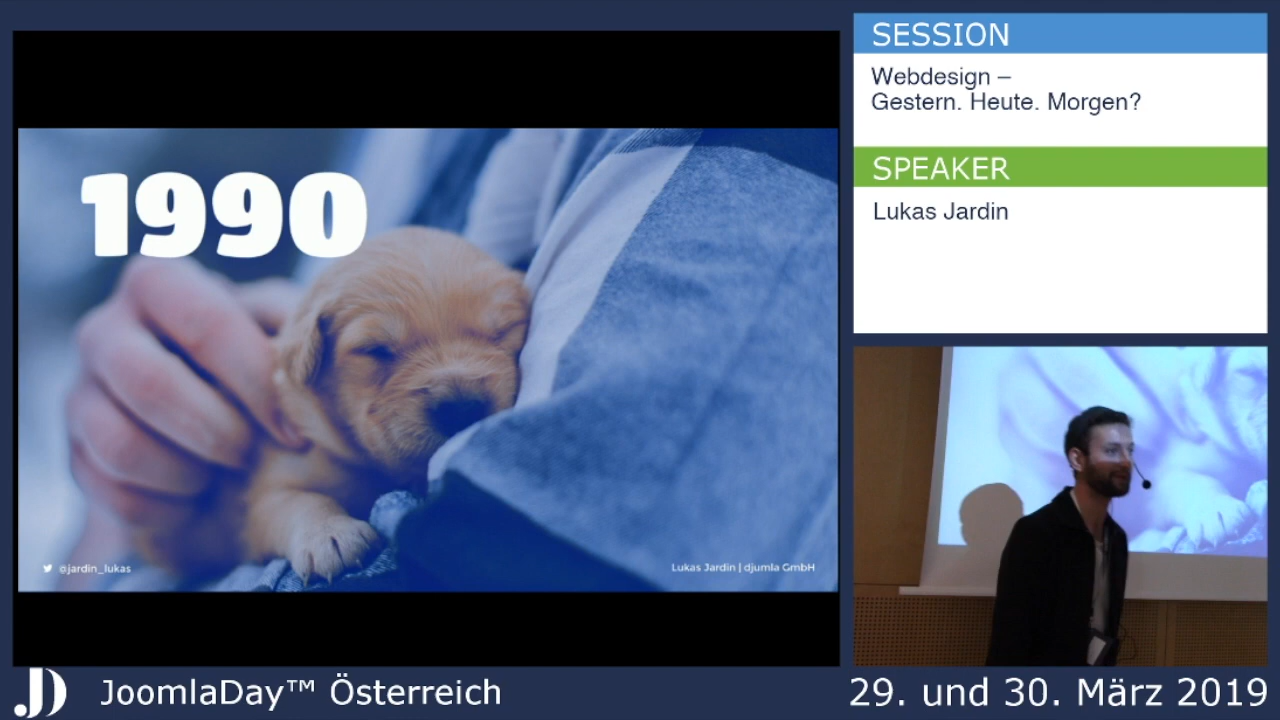 SESSION
Webdesign –
Gestern. Heute. Morgen?
SPEAKER
Lukas Jardin
1990
@jardin_lukas
Lukas Jardin | djumla GmbH
JD JoomlaDay™ Österreich
29. und 30. März 2019